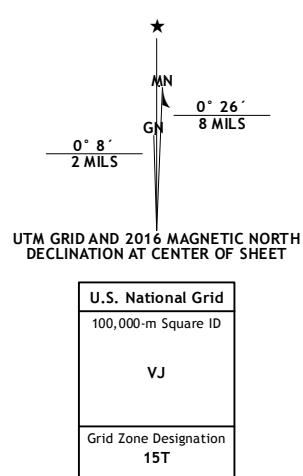 ★
MN
0° 26´
8 MILS
GN
0° 8´
2 MILS
UTM GRID AND 2016 MAGNETIC NORTH
DECLINATION AT CENTER OF SHEET
U.S. National Grid
100,000-m Square ID
VJ
Grid Zone Designation
15T